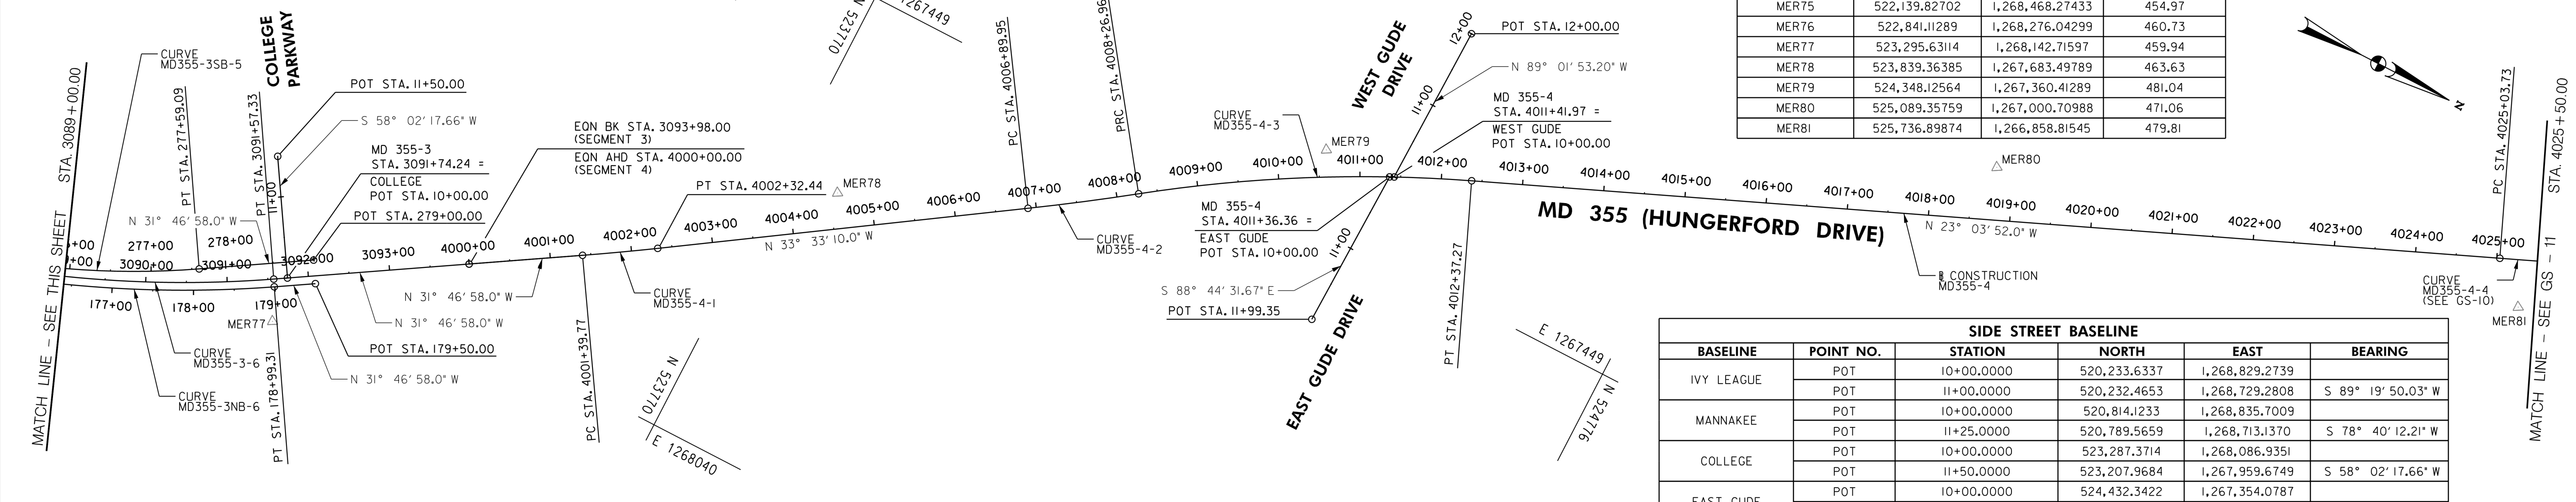 MATCH LINE - SEE THIS SHEET STA. 3089+00.00
CURVE
MD355-3SB-5
COLLEGE
PARKWAY
PT STA. 277+59.09
PT STA. 3091+57.33
11+00
POT STA. 11+50.00
S 58° 02' 17.66" W
MD 355-3
STA. 3091+74.24 =
COLLEGE
POT STA. 10+00.00
POT STA. 279+00.00
N 31° 46' 58.0" W
EQN BK STA. 3093+98.00
(SEGMENT 3)
EQN AHD STA. 4000+00.00
(SEGMENT 4)
PT STA. 4002+32.44
MER78
277+00
278+00
3090+00
3091+00
3092+00
3093+00
4000+00
4001+00
4002+00
4003+00
4004+00
4005+00
4006+00
4007+00
4008+00
4009+00
4010+00
4011+00
4012+00
4013+00
4014+00
4015+00
4016+00
4017+00
4018+00
4019+00
4020+00
4021+00
4022+00
4023+00
4024+00
4025+00
177+00
178+00
179+00
MER77
CURVE
MD355-3-6
CURVE
MD355-3NB-6
PT STA. 178+99.31
POT STA. 179+50.00
N 31° 46' 58.0" W
N 31° 46' 58.0" W
N 31° 46' 58.0" W
PC STA. 4001+39.77
CURVE
MD355-4-1
N 33° 33' 10.0" W
N 523770
E 1268040
N 523770
1267449
PC STA. 4006+89.95
PRC STA. 4008+26.96
CURVE
MD355-4-2
CURVE
MD355-4-3
MER79
WEST GUDE
DRIVE
12+00
11+00
POT STA. 12+00.00
N 89° 01' 53.20" W
MD 355-4
STA. 4011+41.97 =
WEST GUDE
POT STA. 10+00.00
MD 355-4
STA. 4011+36.36 =
EAST GUDE
POT STA. 10+00.00
11+00
S 88° 44' 31.67" E
POT STA. 11+99.35
EAST GUDE DRIVE
PT STA. 4012+37.27
MD 355 (HUNGERFORD DRIVE)
N 23° 03' 52.0" W
CONSTRUCTION
MD355-4
E 1267449
N 524776
MER80
N
PC STA. 4025+03.73
CURVE
MD355-4-4
(SEE GS-10)
MER81
MATCH LINE - SEE GS - 11 STA. 4025+50.00
MER75 522,139.82702 1,268,468.27433 454.97
MER76 522,841.11289 1,268,276.04299 460.73
MER77 523,295.63114 1,268,142.71597 459.94
MER78 523,839.36385 1,267,683.49789 463.63
MER79 524,348.12564 1,267,360.41289 481.04
MER80 525,089.35759 1,267,000.70988 471.06
MER81 525,736.89874 1,266,858.81545 479.81
SIDE STREET BASELINE
BASELINE POINT NO. STATION NORTH EAST BEARING
IVY LEAGUE POT 10+00.0000 520,233.6337 1,268,829.2739
POT 11+00.0000 520,232.4653 1,268,729.2808 S 89° 19' 50.03" W
MANNAKEE POT 10+00.0000 520,814.1233 1,268,835.7009
POT 11+25.0000 520,789.5659 1,268,713.1370 S 78° 40' 12.21" W
COLLEGE POT 10+00.0000 523,287.3714 1,268,086.9351
POT 11+50.0000 523,207.9684 1,267,959.6749 S 58° 02' 17.66" W
EAST GUDE POT 10+00.0000 524,432.3422 1,267,354.0787